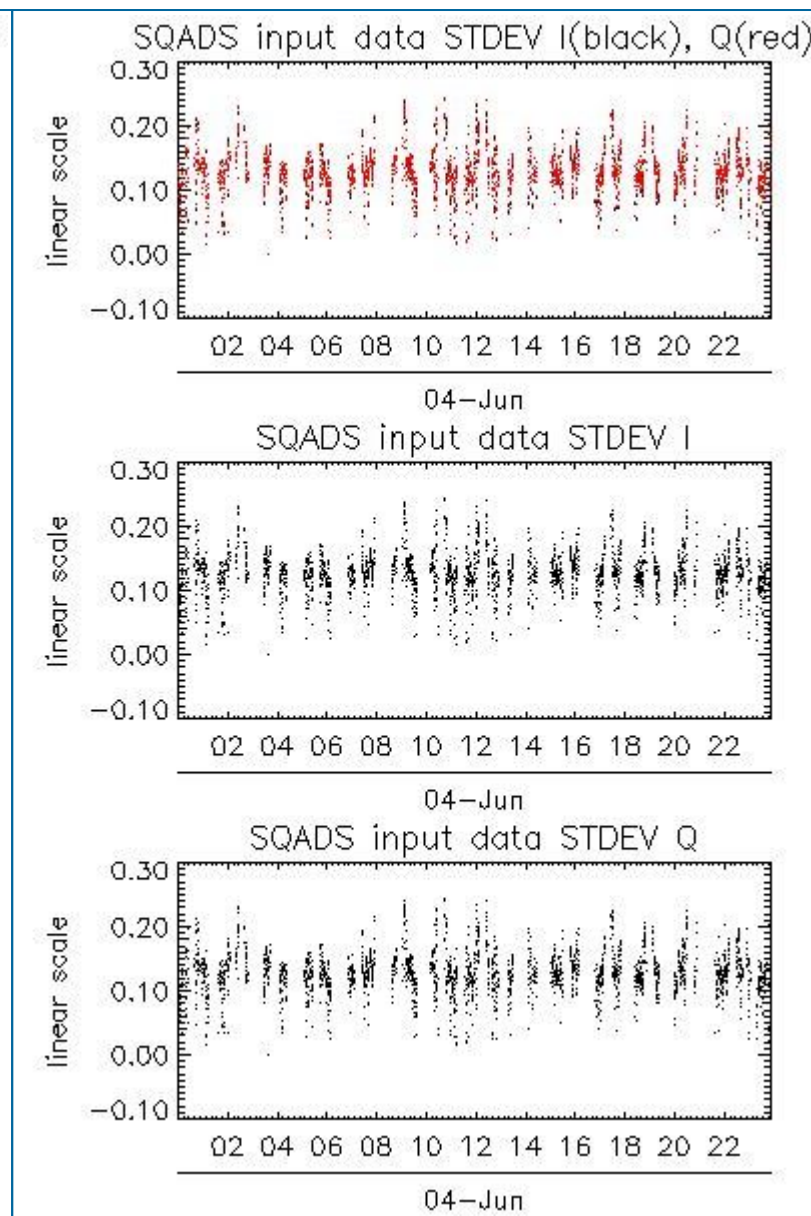 SQADS input data STDEV I(black), Q(red)
0.30
0.20
0.10
0.00
-0.10
linear scale
02 04 06 08 10 12 14 16 18 20 22
04-Jun
SQADS input data STDEV I
0.30
0.20
0.10
0.00
-0.10
linear scale
02 04 06 08 10 12 14 16 18 20 22
04-Jun
SQADS input data STDEV Q
0.30
0.20
0.10
0.00
-0.10
linear scale
02 04 06 08 10 12 14 16 18 20 22
04-Jun